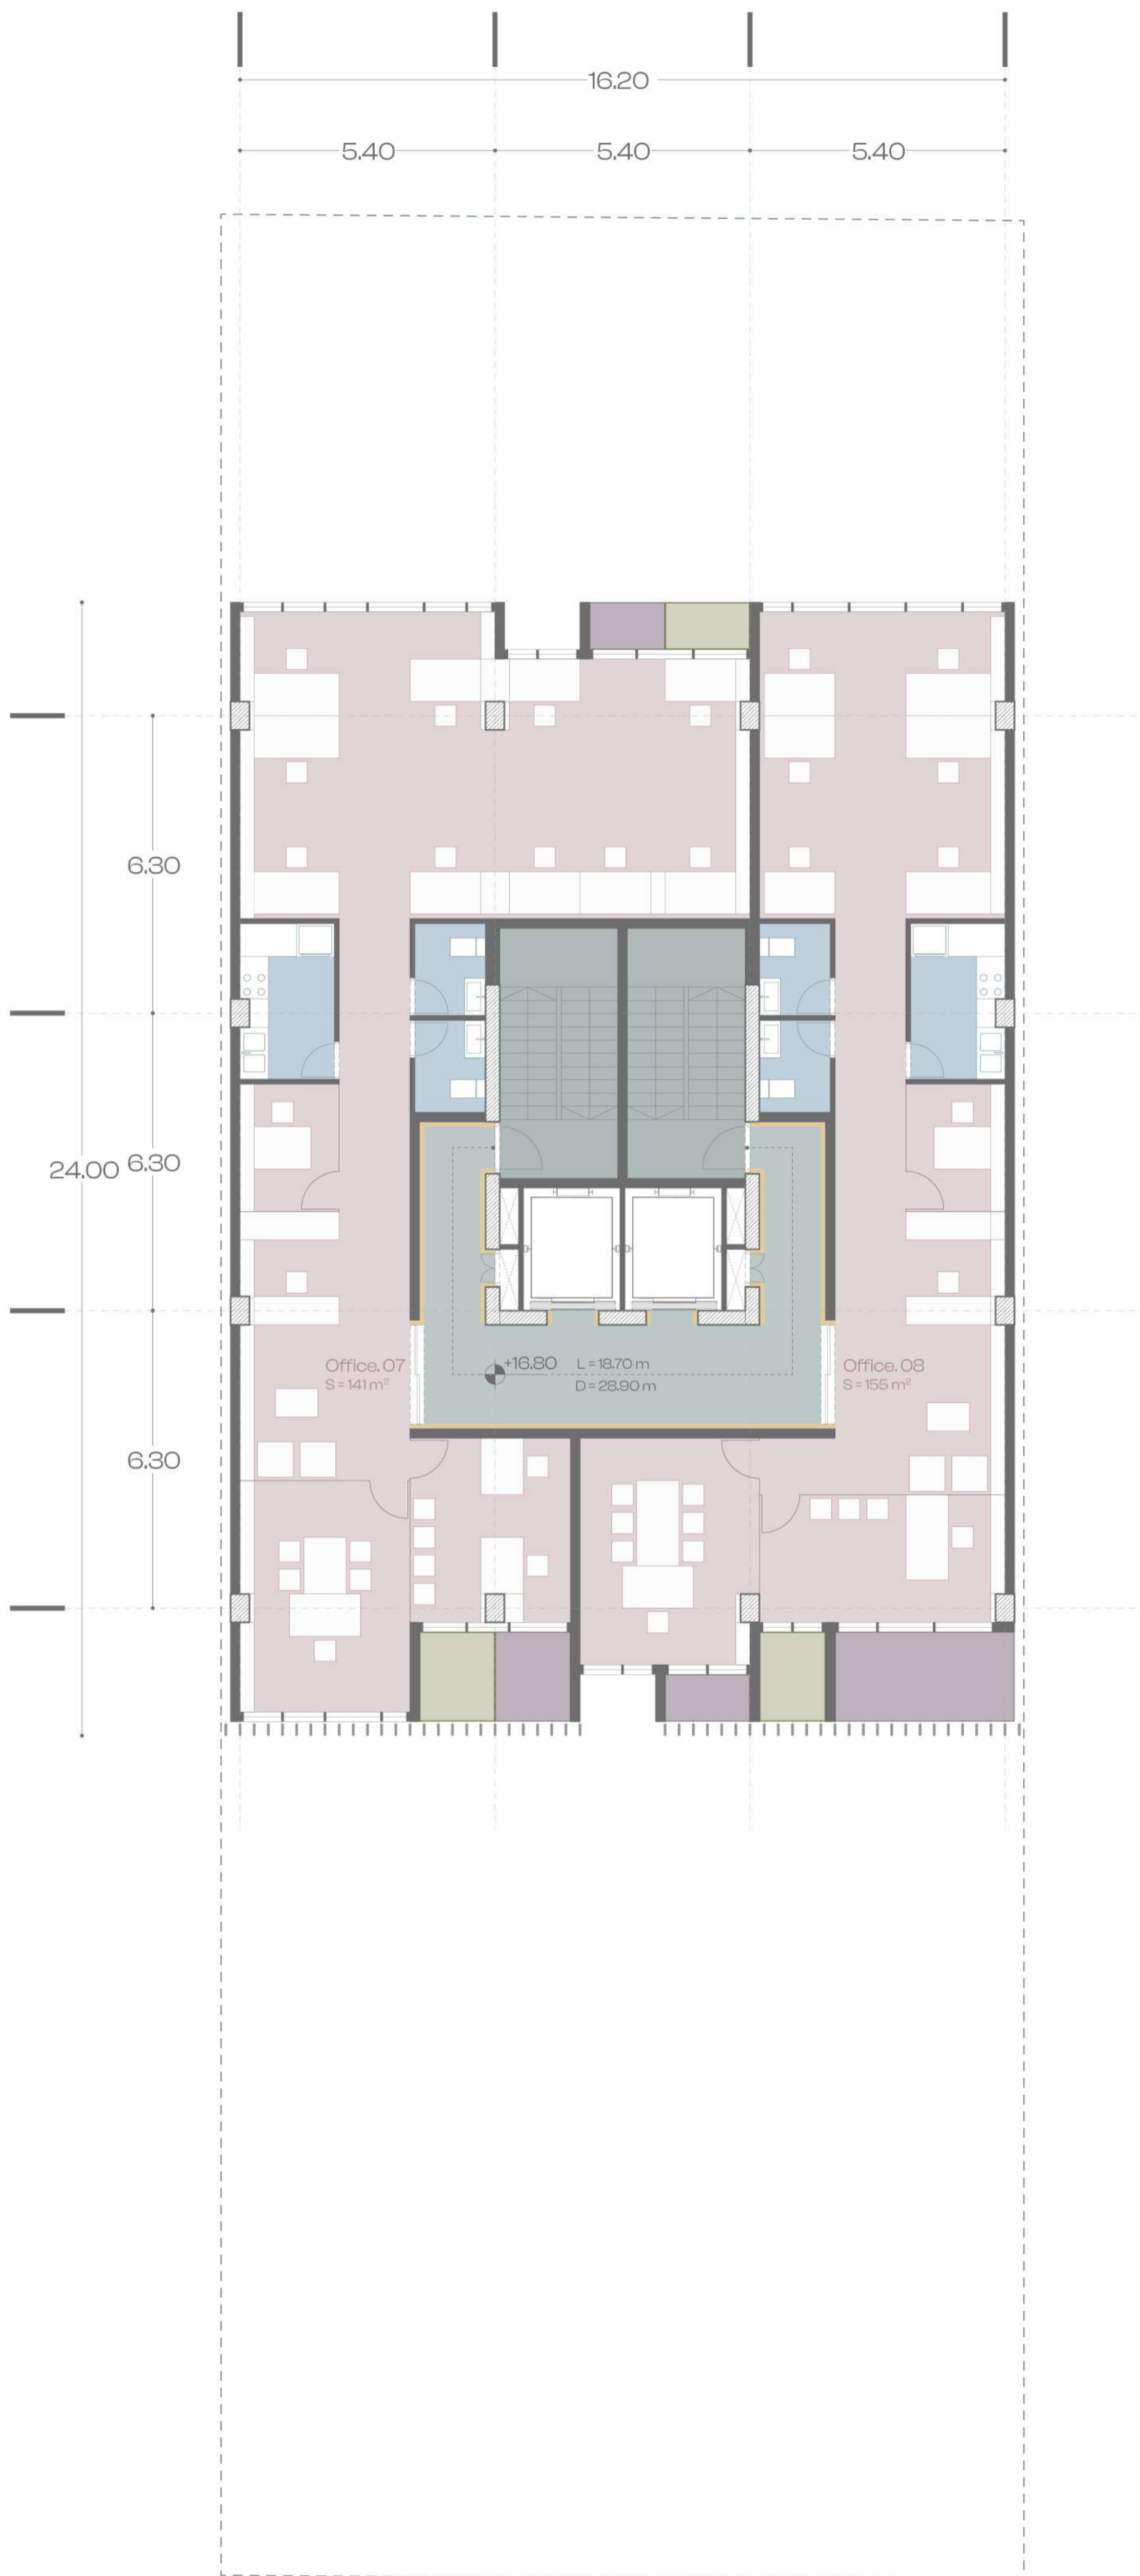 16.20
5.40 5.40 5.40
6.30
24.00 6.30
Office. 07
S = 141 m²
+16.80 L = 18.70 m
D = 28.90 m
Office. 08
S = 155 m²
6.30